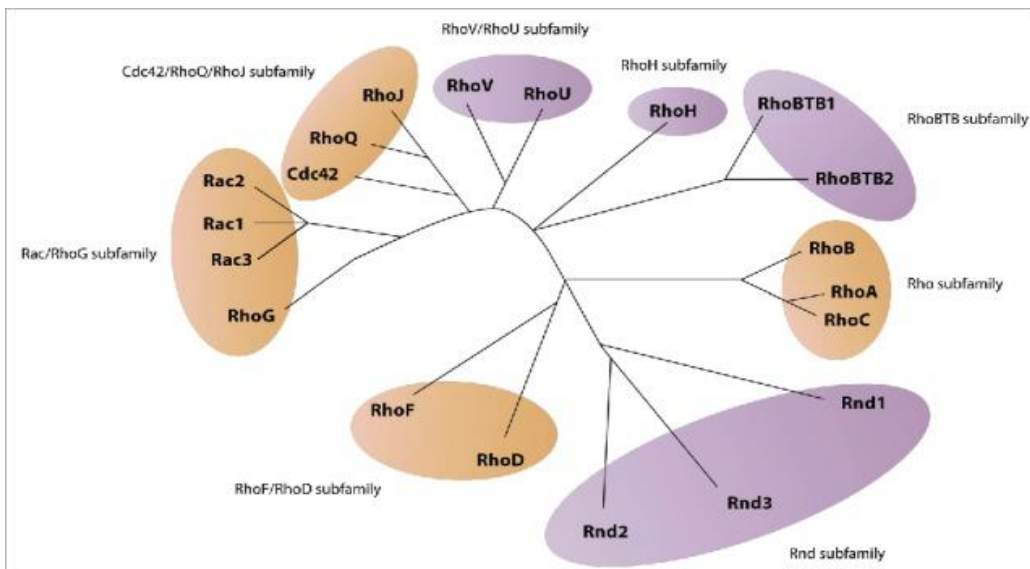 RhoV/RhoU subfamily
Cdc42/RhoQ/RhoJ subfamily
RhoH subfamily
RhoBTB subfamily
RhoJ
RhoQ
Cdc42
RhoV
RhoU
RhoH
RhoBTB1
RhoBTB2
Rac2
Rac1
Rac3
RhoG
Rac/RhoG subfamily
RhoB
RhoA
RhoC
Rho subfamily
RhoF
RhoD
RhoF/RhoD subfamily
Rnd1
Rnd3
Rnd2
Rnd subfamily